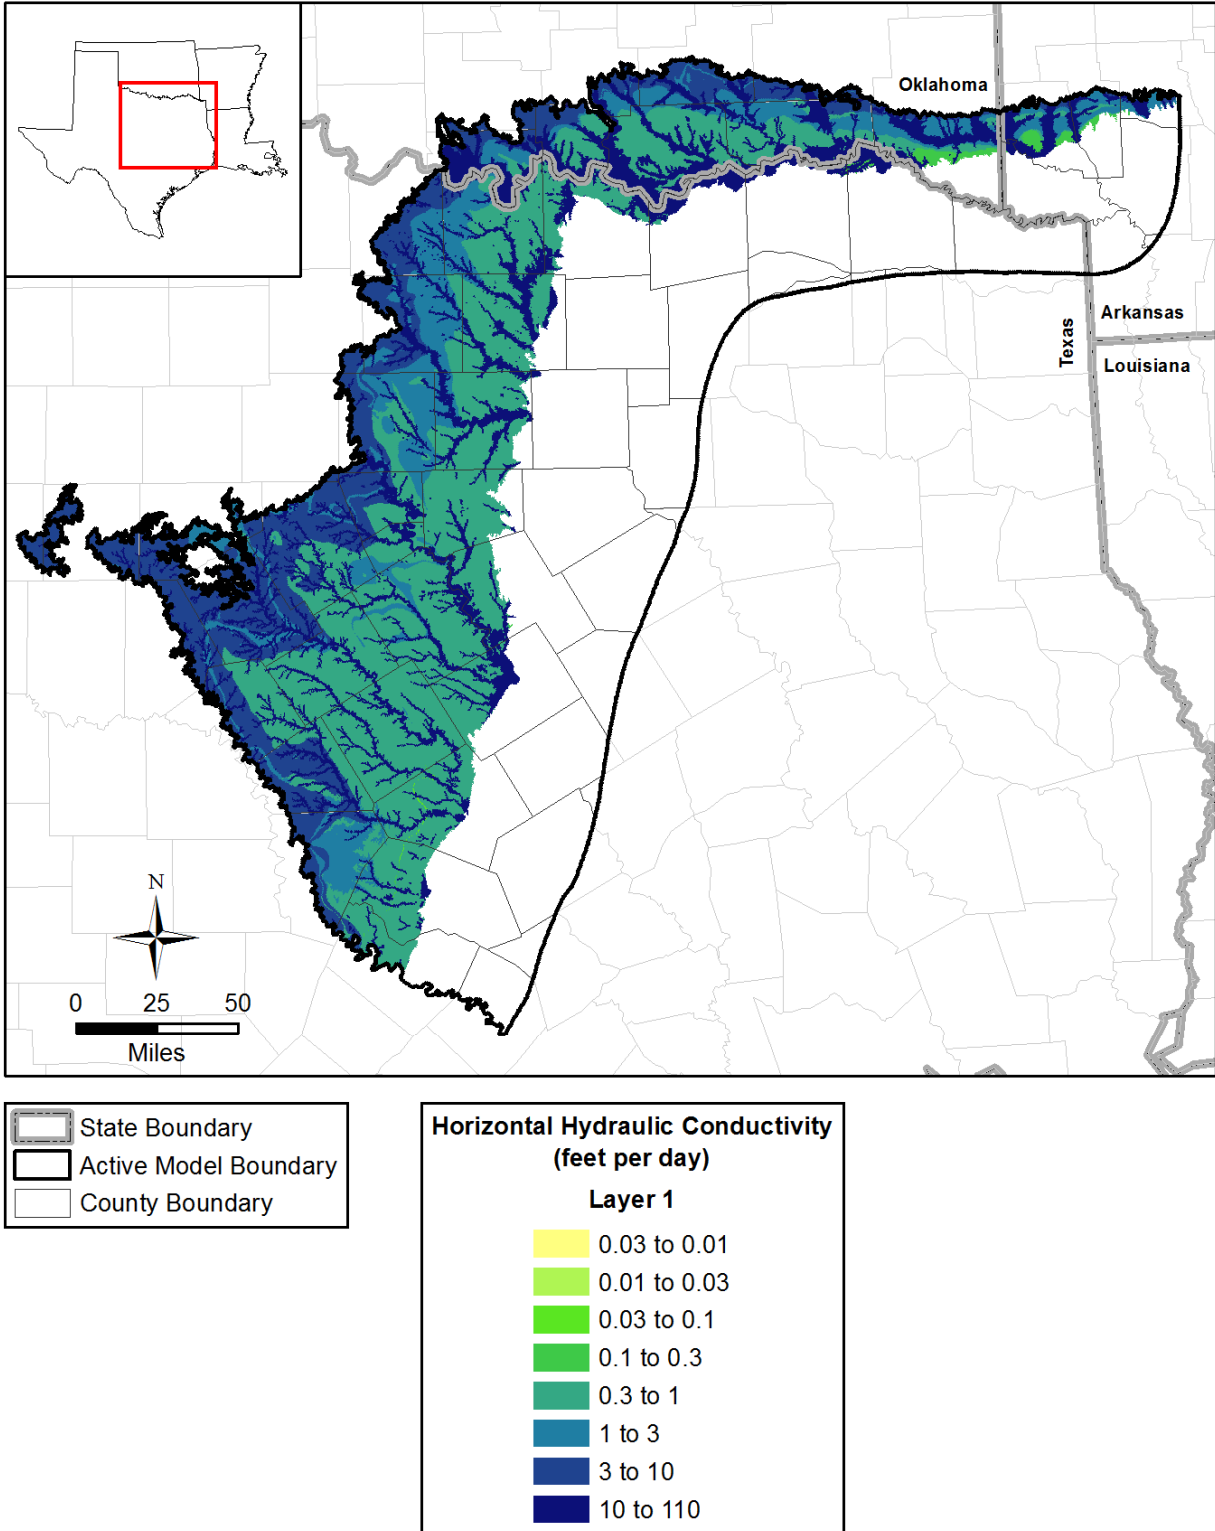 Oklahoma
Arkansas
Texas
Louisiana
N
0 25 50
Miles
State Boundary
Active Model Boundary
County Boundary
Horizontal Hydraulic Conductivity
(feet per day)
Layer 1
0.03 to 0.01
0.01 to 0.03
0.03 to 0.1
0.1 to 0.3
0.3 to 1
1 to 3
3 to 10
10 to 110